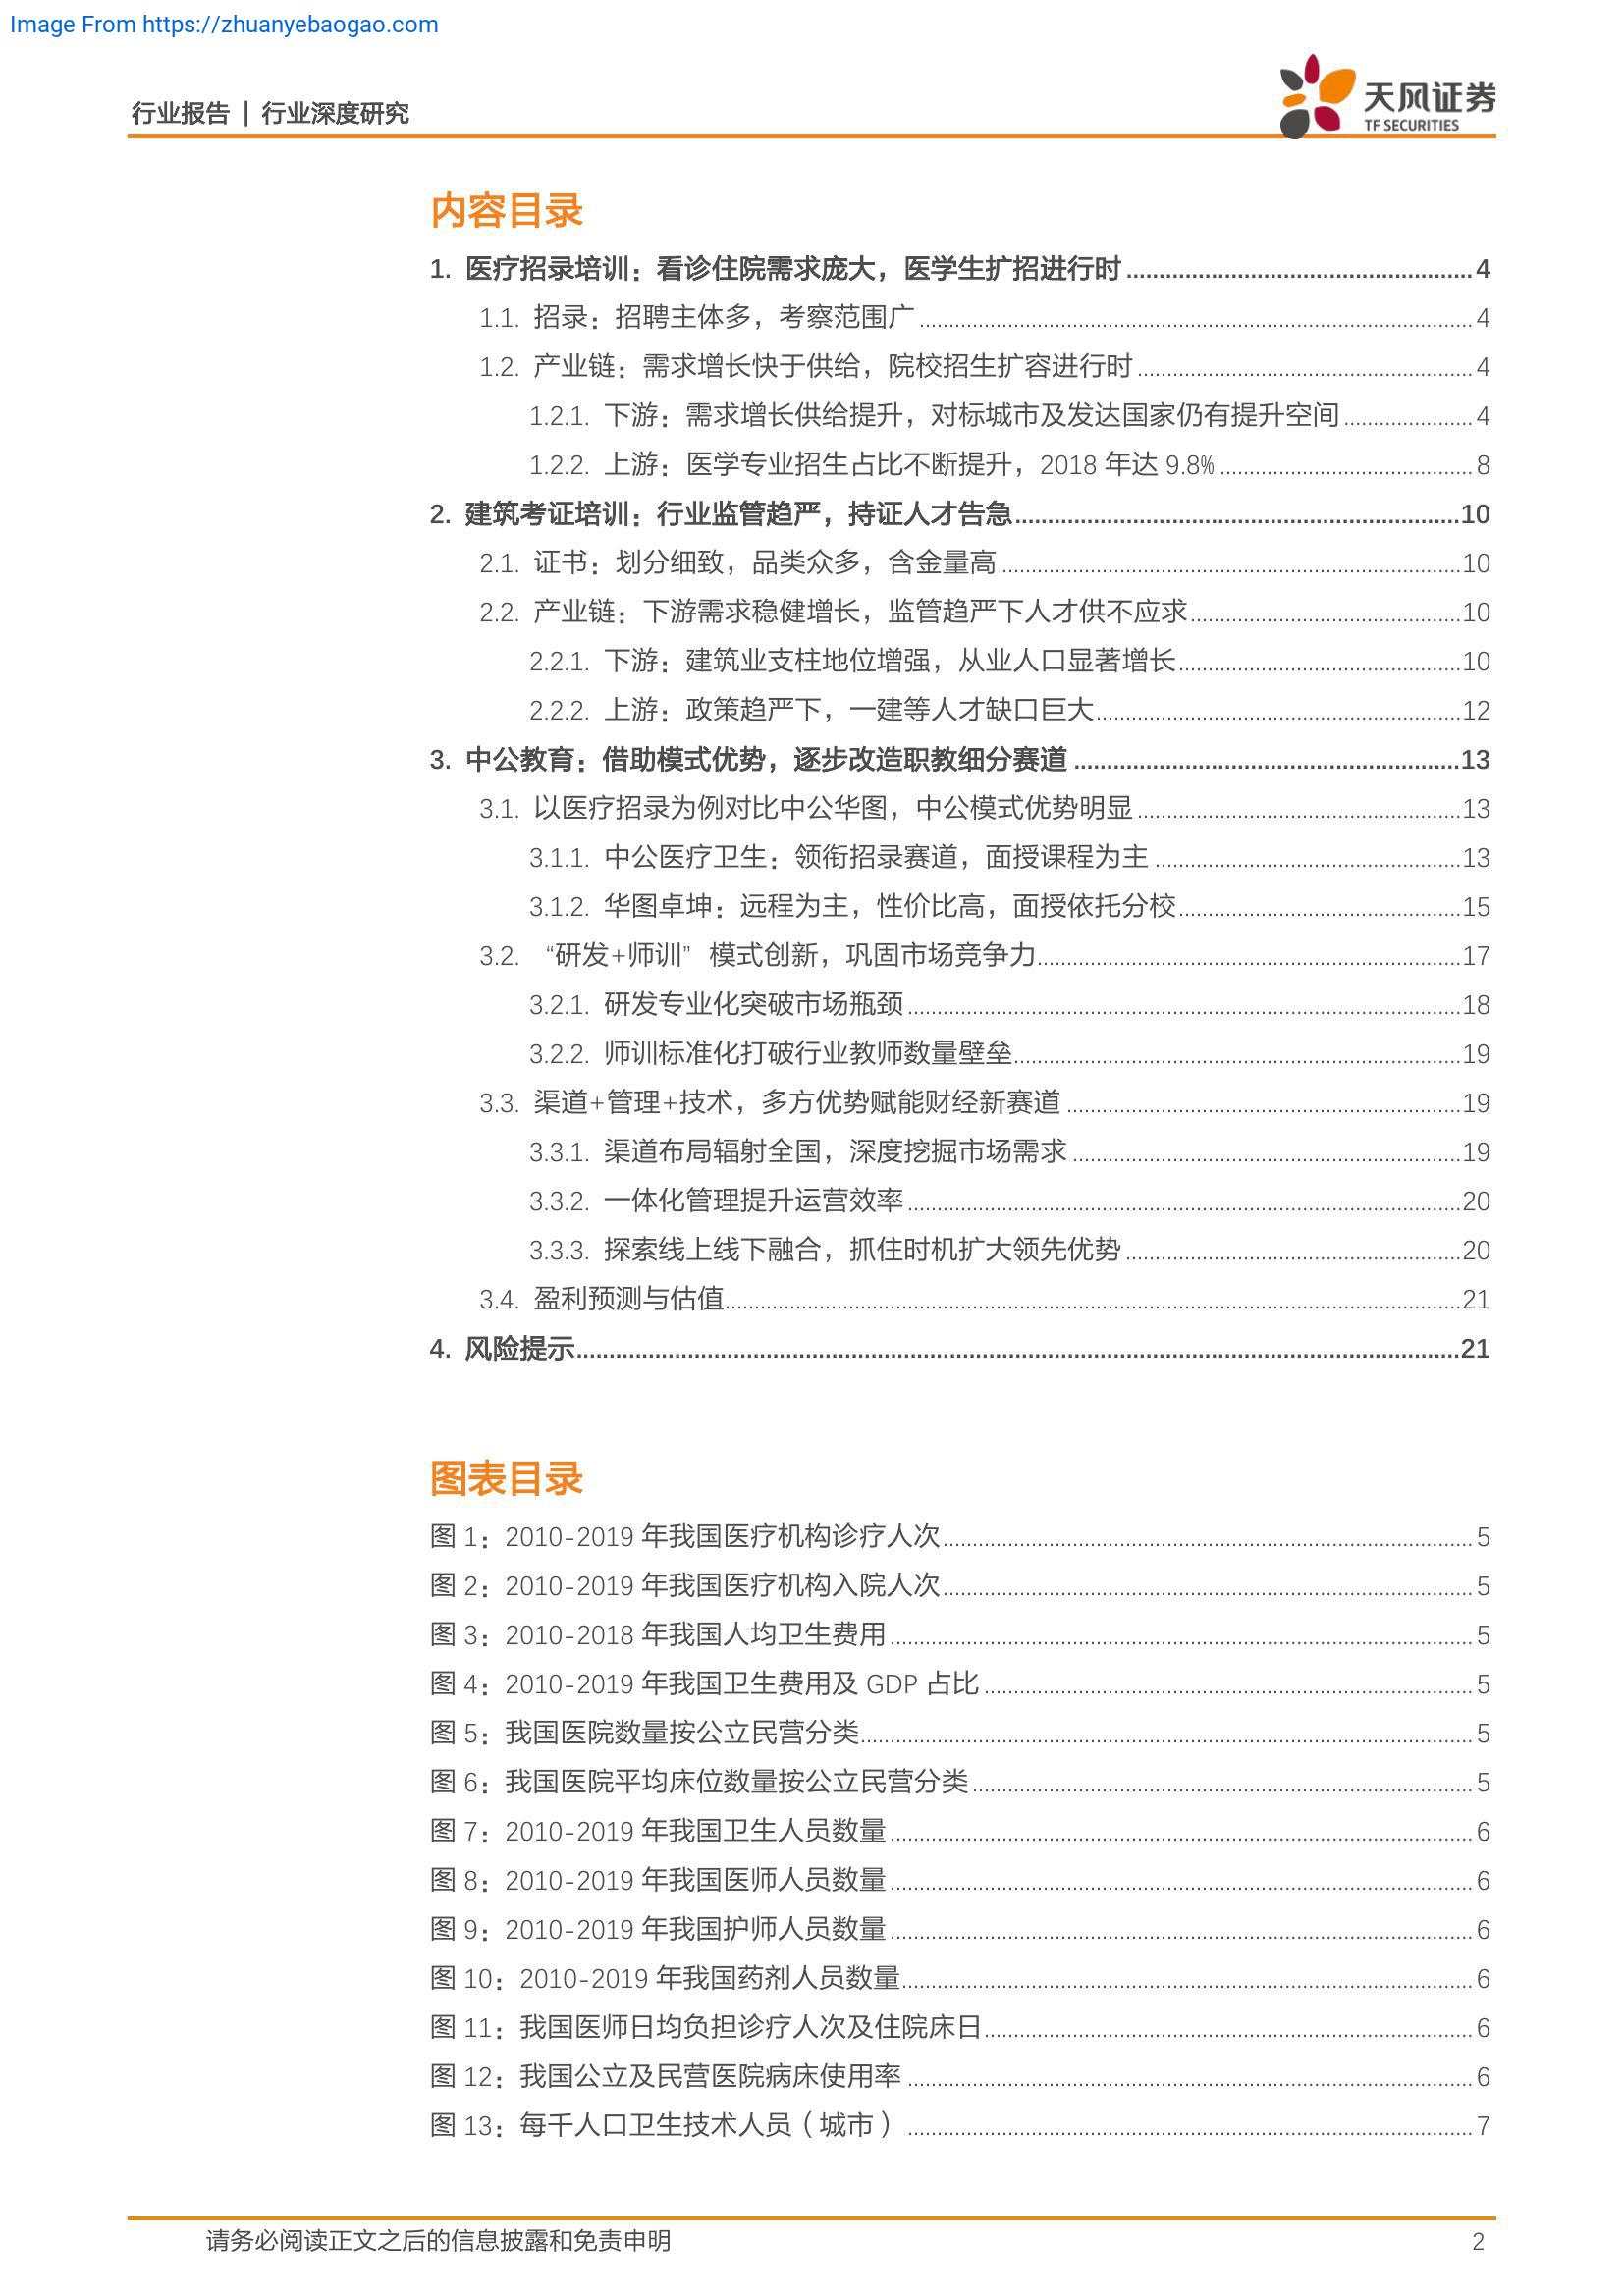 Image From https://zhuanyebaogao.com
行业报告 | 行业深度研究
天风证券
TF SECURITIES
内容目录
1. 医疗招录培训：看诊住院需求庞大，医学生扩招进行时 4
1.1. 招录：招聘主体多，考察范围广 4
1.2. 产业链：需求增长快于供给，院校招生扩容进行时 4
1.2.1. 下游：需求增长供给提升，对标城市及发达国家仍有提升空间 4
1.2.2. 上游：医学专业招生占比不断提升，2018 年达 9.8% 8
2. 建筑考证培训：行业监管趋严，持证人才告急 10
2.1. 证书：划分细致，品类众多，含金量高 10
2.2. 产业链：下游需求稳健增长，监管趋严下人才供不应求 10
2.2.1. 下游：建筑业支柱地位增强，从业人口显著增长 10
2.2.2. 上游：政策趋严下，一建等人才缺口巨大 12
3. 中公教育：借助模式优势，逐步改造职教细分赛道 13
3.1. 以医疗招录为例对比中公华图，中公模式优势明显 13
3.1.1. 中公医疗卫生：领衔招录赛道，面授课程为主 13
3.1.2. 华图卓坤：远程为主，性价比高，面授依托分校 15
3.2. “研发+师训”模式创新，巩固市场竞争力 17
3.2.1. 研发专业化突破市场瓶颈 18
3.2.2. 师训标准化打破行业教师数量壁垒 19
3.3. 渠道+管理+技术，多方优势赋能财经新赛道 19
3.3.1. 渠道布局辐射全国，深度挖掘市场需求 19
3.3.2. 一体化管理提升运营效率 20
3.3.3. 探索线上线下融合，抓住时机扩大领先优势 20
3.4. 盈利预测与估值 21
4. 风险提示 21
图表目录
图 1：2010-2019 年我国医疗机构诊疗人次 5
图 2：2010-2019 年我国医疗机构入院人次 5
图 3：2010-2018 年我国人均卫生费用 5
图 4：2010-2019 年我国卫生费用及 GDP 占比 5
图 5：我国医院数量按公立民营分类 5
图 6：我国医院平均床位数量按公立民营分类 5
图 7：2010-2019 年我国卫生人员数量 6
图 8：2010-2019 年我国医师人员数量 6
图 9：2010-2019 年我国护师人员数量 6
图 10：2010-2019 年我国药剂人员数量 6
图 11：我国医师日均负担诊疗人次及住院床日 6
图 12：我国公立及民营医院病床使用率 6
图 13：每千人口卫生技术人员（城市） 7
请务必阅读正文之后的信息披露和免责申明 2